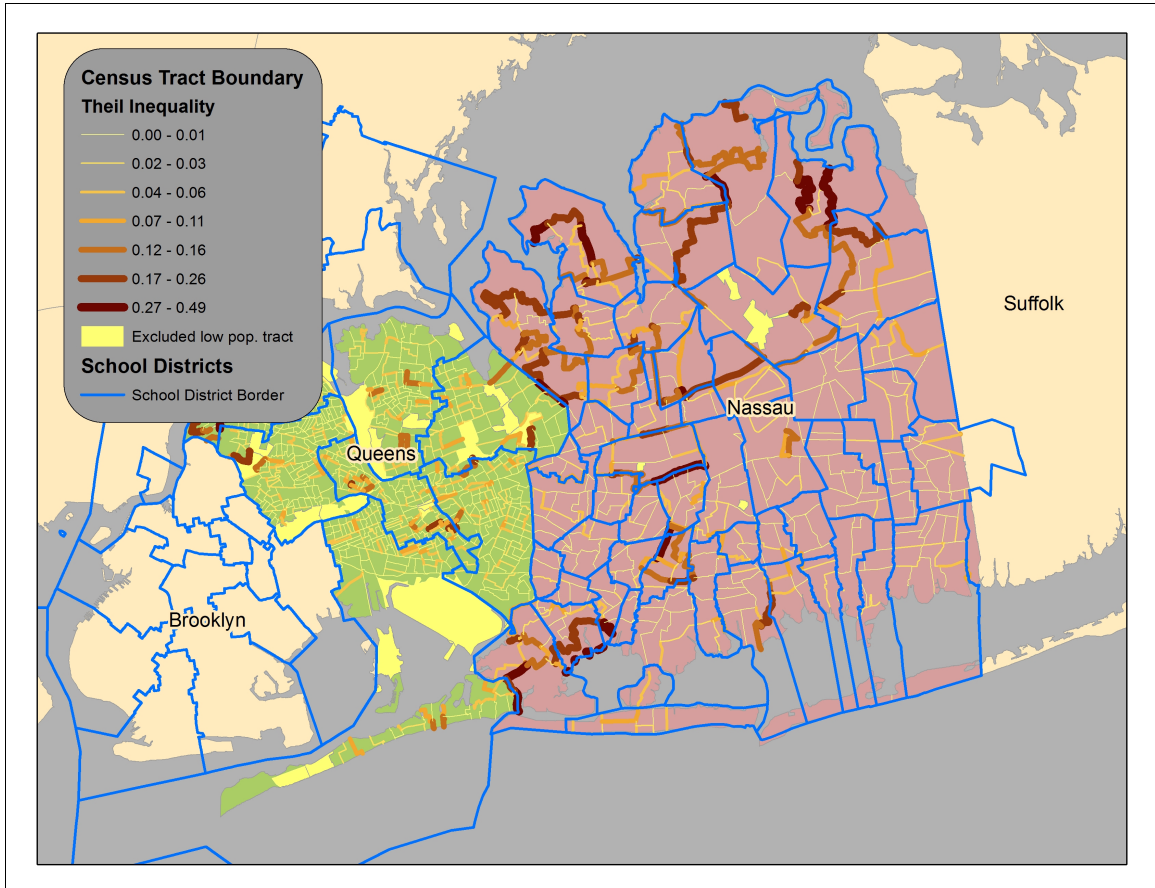 Census Tract Boundary
Theil Inequality
0.00 - 0.01
0.02 - 0.03
0.04 - 0.06
0.07 - 0.11
0.12 - 0.16
0.17 - 0.26
0.27 - 0.49
Excluded low pop. tract
School Districts
School District Border
Suffolk
Nassau
Queens
Brooklyn